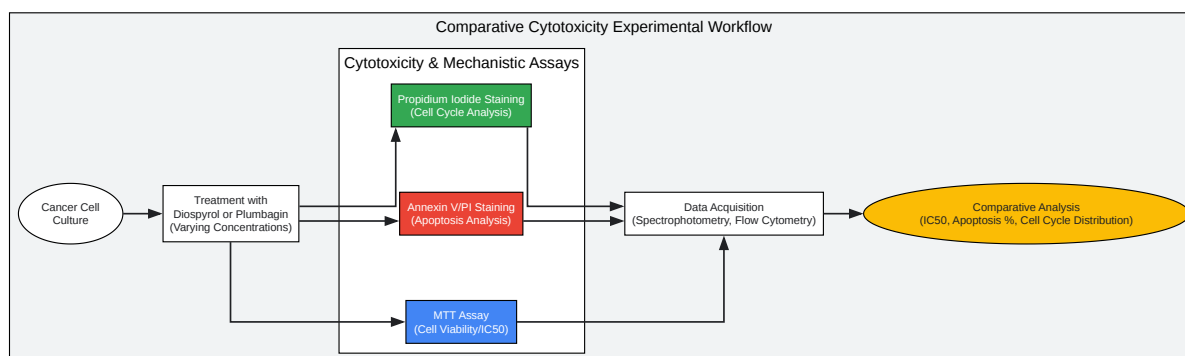 Comparative Cytotoxicity Experimental Workflow
Cytotoxicity & Mechanistic Assays
Propidium Iodide Staining
(Cell Cycle Analysis)
Cancer Cell
Culture
Treatment with
Diospyrol or Plumbagin
(Varying Concentrations)
Annexin V/PI Staining
(Apoptosis Analysis)
Data Acquisition
(Spectrophotometry, Flow Cytometry)
Comparative Analysis
(IC50, Apoptosis %, Cell Cycle Distribution)
MTT Assay
(Cell Viability/IC50)